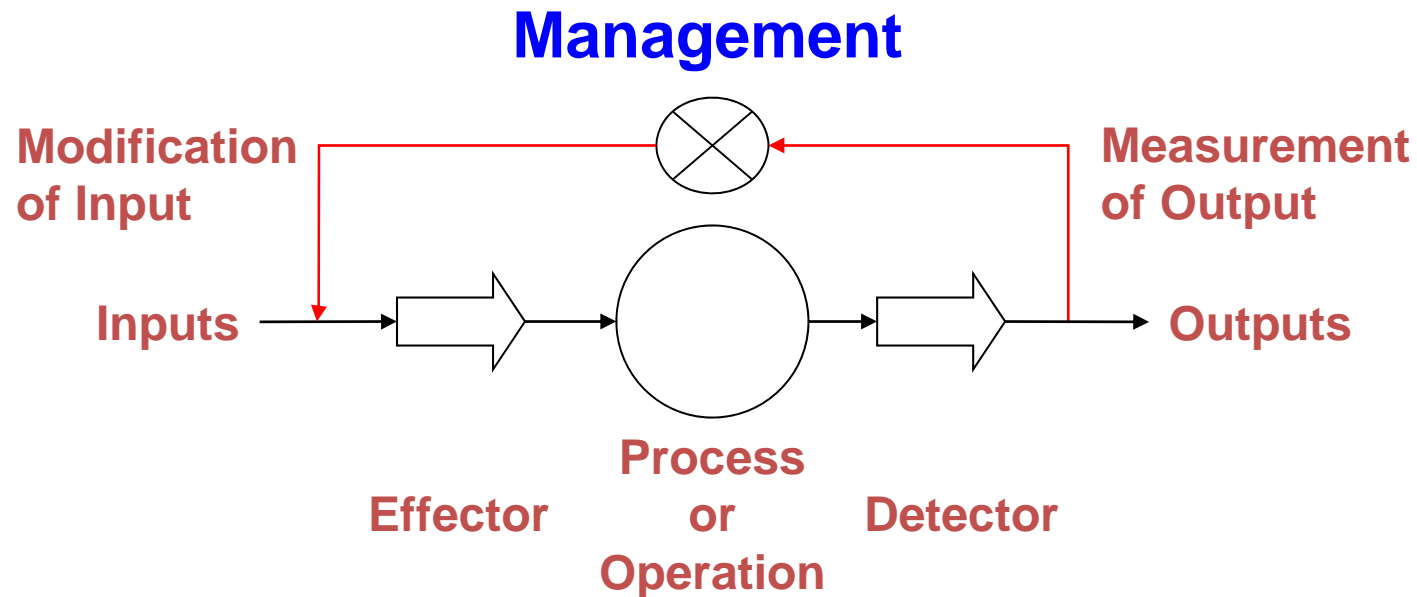 Management
Modification
of Input
Measurement
of Output
Inputs
Outputs
Process
or
Operation
Effector
Detector